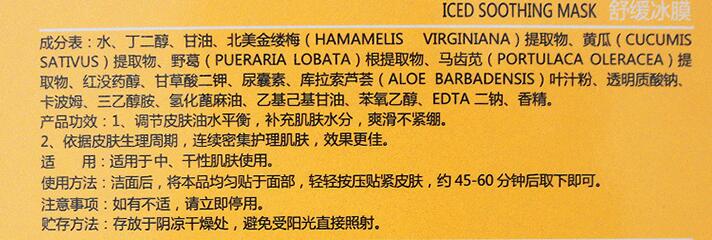 ICED SOOTHING MASK 舒缓冰膜
成分表：水、丁二醇、甘油、北美金缕梅（HAMAMELIS VIRGINIANA）提取物、黄瓜（CUCUMIS
SATIVUS）提取物、野葛（PUERARIA LOBATA）根提取物、马齿苋（PORTULACA OLERACEA）提
取物、红没药醇、甘草酸二钾、尿囊素、库拉索芦荟（ALOE BARBADENSIS）叶汁粉、透明质酸钠、
卡波姆、三乙醇胺、氢化蓖麻油、乙基己基甘油、苯氧乙醇、EDTA 二钠、香精。
产品功效：1、调节皮肤油水平衡，补充肌肤水分，爽滑不紧绷。
2、依据皮肤生理周期，连续密集护理肌肤，效果更佳。
适 用：适用于中、干性肌肤使用。
使用方法：洁面后，将本品均匀贴于面部，轻轻按压贴紧皮肤，约 45-60 分钟后取下即可。
注意事项：如有不适，请立即停用。
贮存方法：存放于阴凉干燥处，避免受阳光直接照射。